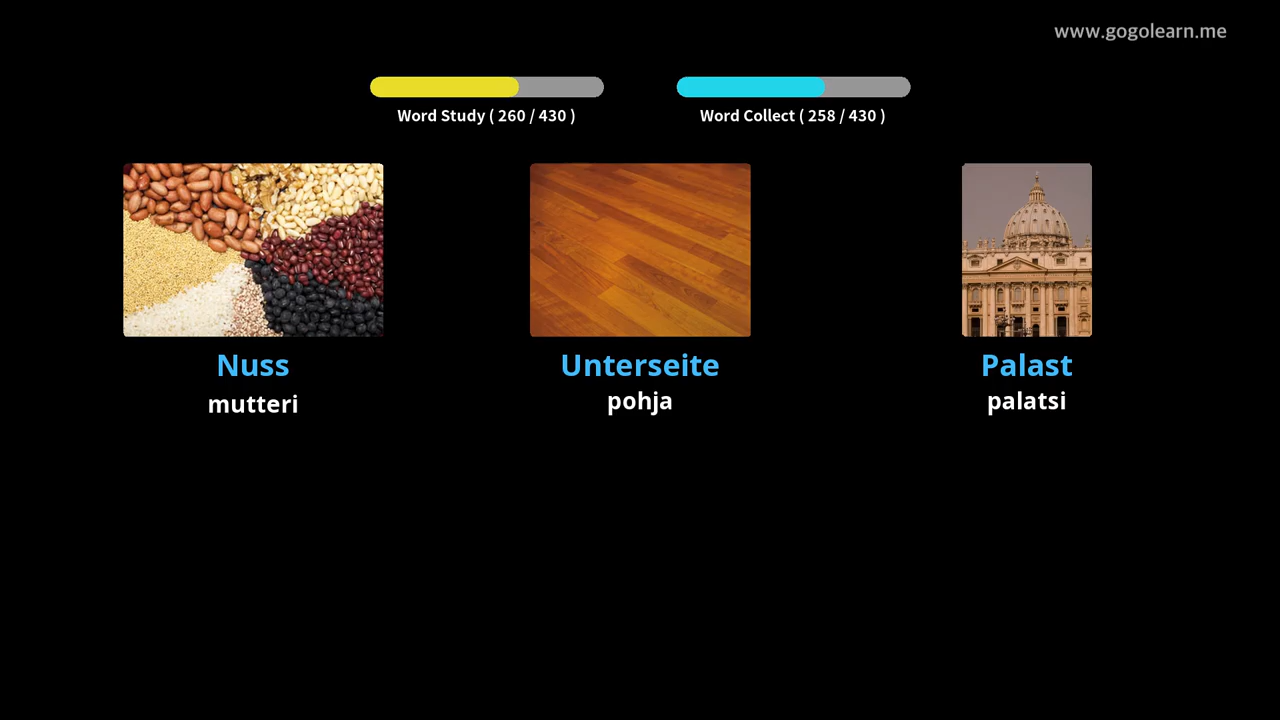 www.gogolearn.me
Word Study ( 260 / 430 )
Word Collect ( 258 / 430 )
Nuss
mutteri
Unterseite
pohja
Palast
palatsi